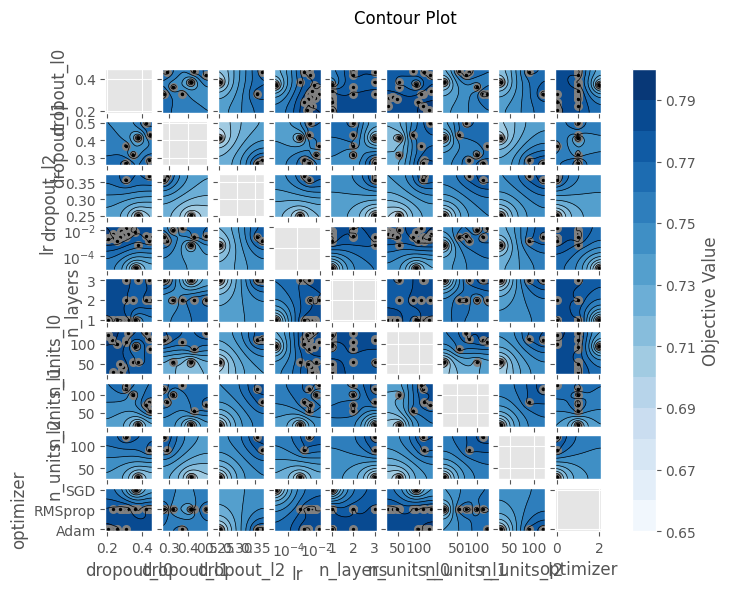 Contour Plot
dropout_l0
0.4
0.2
dropout_l1
0.5
0.4
0.3
dropout_l2
0.35
0.30
0.25
lr
10⁻²
10⁻⁴
n_layers
3
2
1
n_units_l0
100
50
n_units_l1
100
50
n_units_l2
100
50
optimizer
SGD
RMSprop
Adam
0.2 0.4
0.3 0.4 0.5
0.25 0.30 0.35
10⁻⁴ 10⁻²
1 2 3
50 100
50 100
50 100
0 2
dropout_l0
dropout_l1
dropout_l2
lr
n_layers
n_units_l0
n_units_l1
n_units_l2
optimizer
0.79
0.77
0.75
0.73
0.71
0.69
0.67
0.65
Objective Value